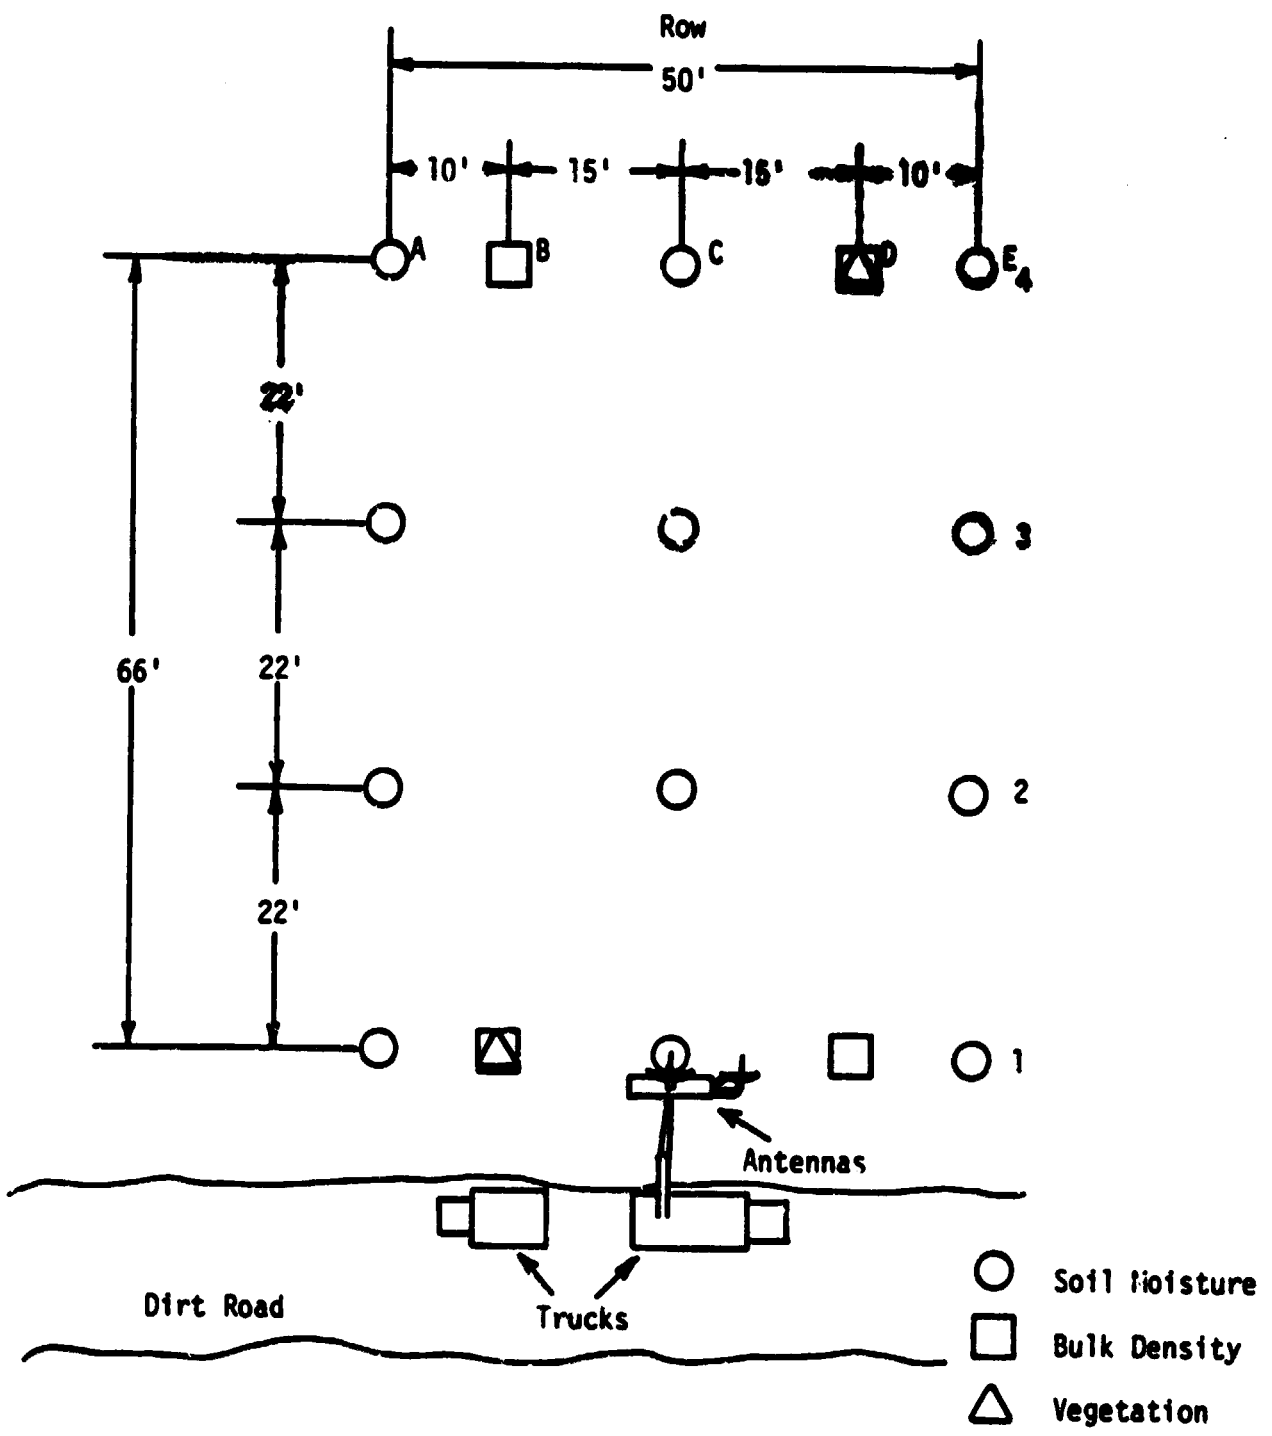 Row
50'
10' 15' 15' 10'
A B C D E
4
22'
3
66' 22'
2
22'
1
Antennas
Trucks
Dirt Road
Soil Moisture
Bulk Density
Vegetation